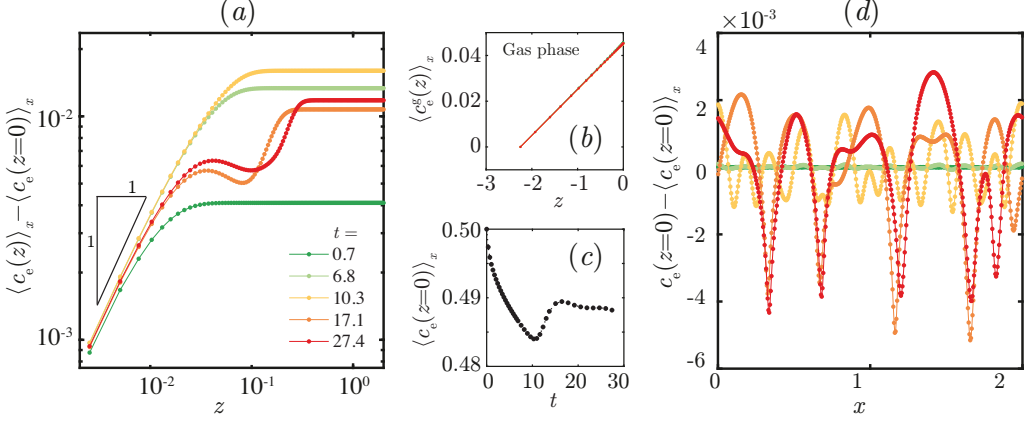 (a)
⟨c_e(z)⟩_x − ⟨c_e(z=0)⟩_x
10^-2
10^-3
1
1
t =
0.7
6.8
10.3
17.1
27.4
10^-2
10^-1
10^0
z
⟨c_e^g(z)⟩_x
0.04
0.02
0
Gas phase
(b)
−3
−2
−1
0
z
⟨c_e(z=0)⟩_x
0.50
0.49
0.48
(c)
0
10
20
30
t
×10^-3
(d)
c_e(z=0) − ⟨c_e(z=0)⟩_x
4
2
0
-2
-4
-6
0
1
2
x